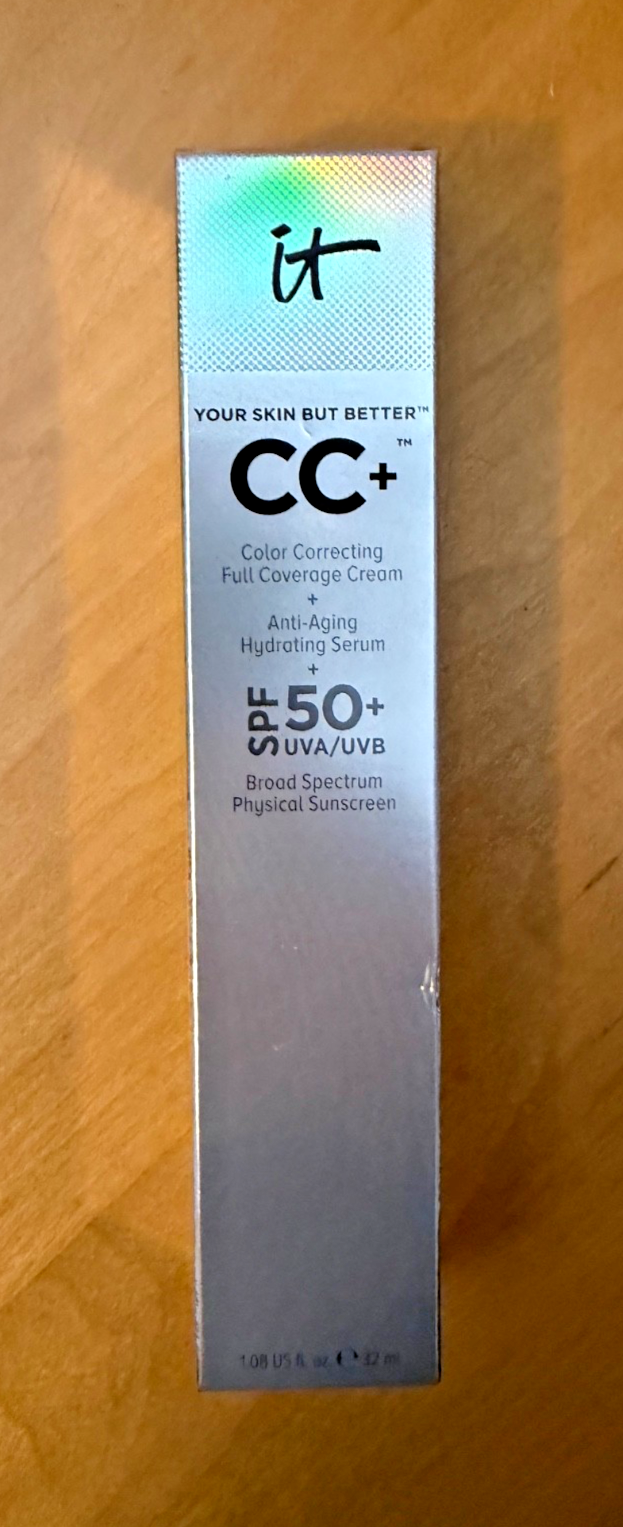 it
YOUR SKIN BUT BETTER™
CC+™
Color Correcting
Full Coverage Cream
+
Anti-Aging
Hydrating Serum
+
SPF 50+
UVA/UVB
Broad Spectrum
Physical Sunscreen
1.08 US fl. oz. ℮ 32 ml